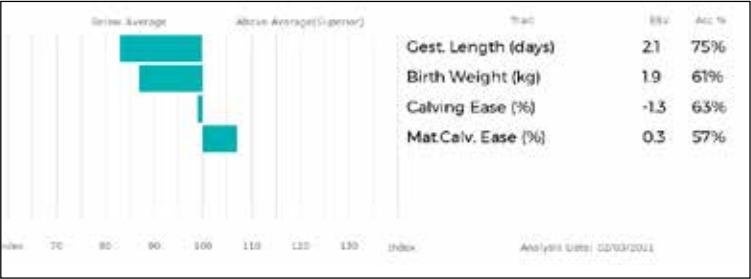 Below Average Above Average(Superior) Trait EBV Acc %
Gest. Length (days) 2.1 75%
Birth Weight (kg) 1.9 61%
Calving Ease (%) -1.3 63%
Mat.Calv. Ease (%) 0.3 57%
Index 70 80 90 100 110 120 130 Index Analysis Date: 02/03/2021